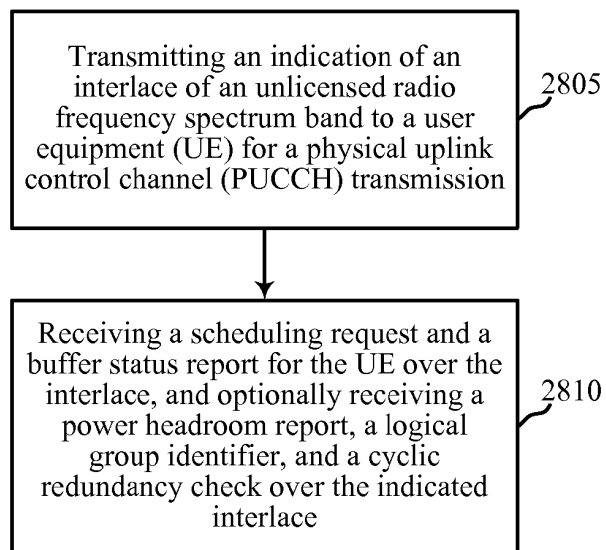 Transmitting an indication of an
interlace of an unlicensed radio
frequency spectrum band to a user
equipment (UE) for a physical uplink
control channel (PUCCH) transmission
2805
Receiving a scheduling request and a
buffer status report for the UE over the
interlace, and optionally receiving a
power headroom report, a logical
group identifier, and a cyclic
redundancy check over the indicated
interlace
2810